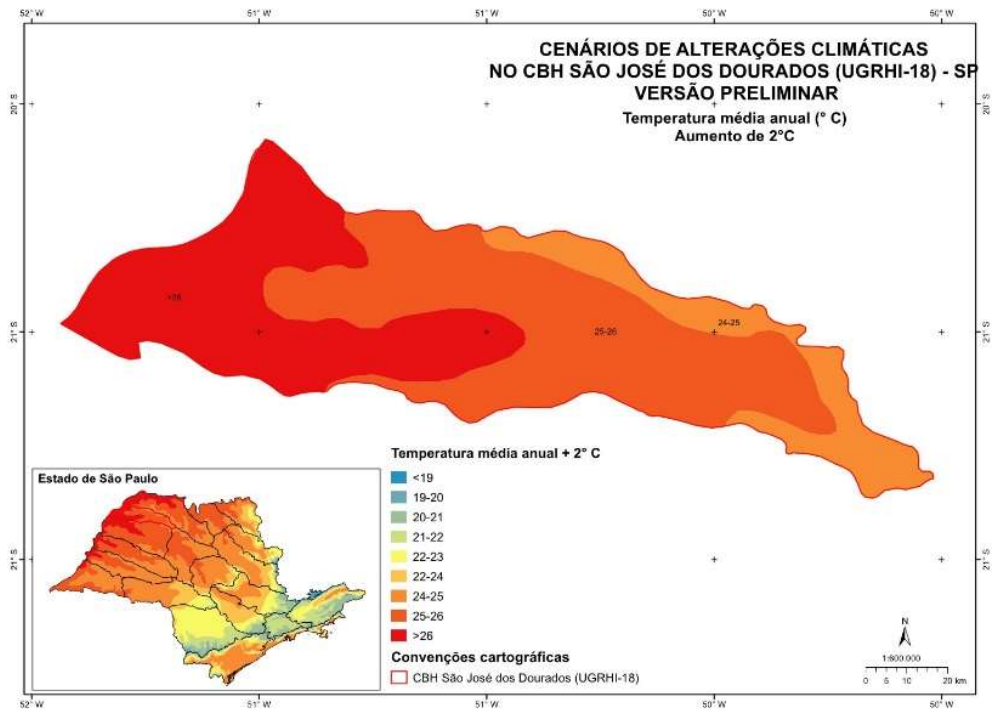 52° W 52° W 51° W 51° W 50° W
CENÁRIOS DE ALTERAÇÕES CLIMÁTICAS
NO CBH SÃO JOSÉ DOS DOURADOS (UGRHI-18) - SP
VERSÃO PRELIMINAR
Temperatura média anual (° C)
Aumento de 2°C
20° S 20° S
>26
24-25
25-26
21° S 21° S
Temperatura média anual + 2° C
<19
19-20
20-21
21-22
22-23
22-24
24-25
25-26
>26
Convenções cartográficas
CBH São José dos Dourados (UGRHI-18)
Estado de São Paulo
21° S 21° S
N
1:600.000
0 5 10 20 km
52° W 52° W 51° W 50° W 50° W